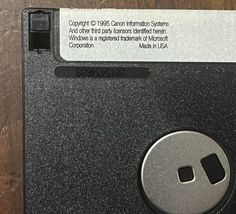 Copyright © 1995 Canon Information Systems
And other third party licensors Identified herein.
Windows is a registered trademark of Microsoft
Corporation. Made in USA